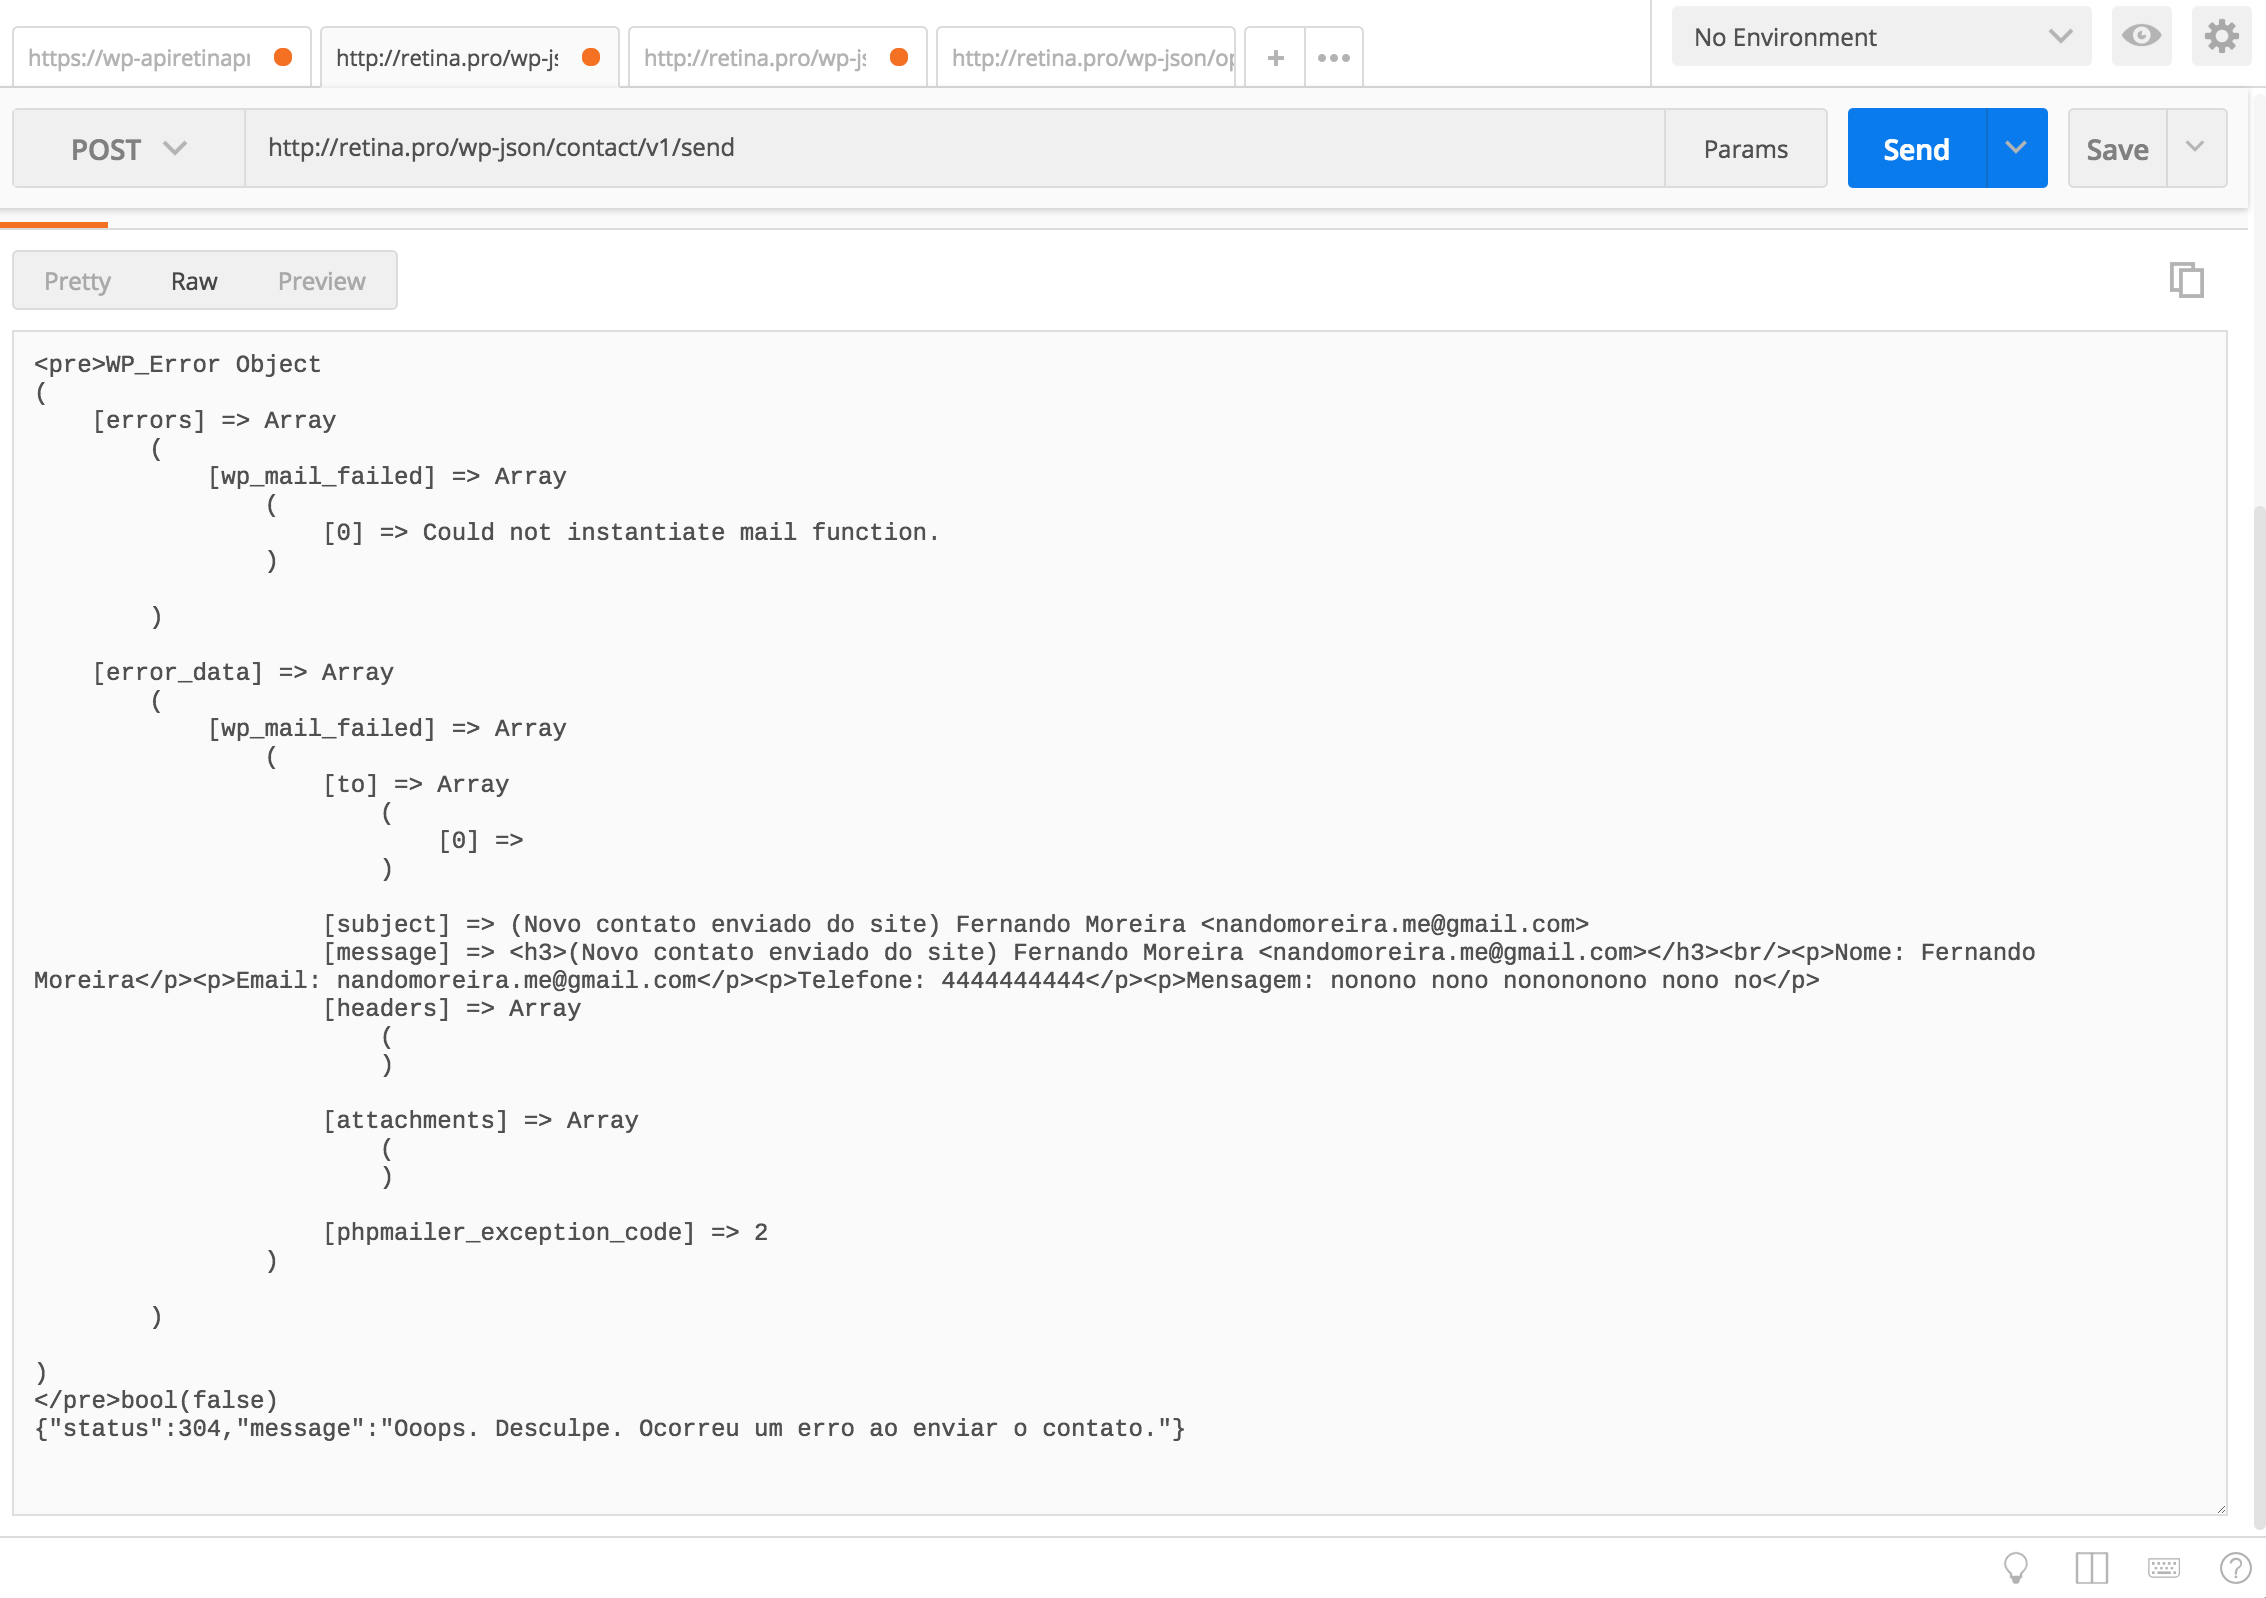 https://wp-apiretinapr
http://retina.pro/wp-js
http://retina.pro/wp-js
http://retina.pro/wp-json/op
+
No Environment
POST
http://retina.pro/wp-json/contact/v1/send
Params
Send
Save
Pretty
Raw
Preview
<pre>WP_Error Object
(
    [errors] => Array
        (
            [wp_mail_failed] => Array
                (
                    [0] => Could not instantiate mail function.
                )

        )

    [error_data] => Array
        (
            [wp_mail_failed] => Array
                (
                    [to] => Array
                        (
                            [0] =>
                        )

                    [subject] => (Novo contato enviado do site) Fernando Moreira <nandomoreira.me@gmail.com>
                    [message] => <h3>(Novo contato enviado do site) Fernando Moreira <nandomoreira.me@gmail.com></h3><br/><p>Nome: Fernando
Moreira</p><p>Email: nandomoreira.me@gmail.com</p><p>Telefone: 4444444444</p><p>Mensagem: nonono nono nonononono nono no</p>
                    [headers] => Array
                        (
                        )

                    [attachments] => Array
                        (
                        )

                    [phpmailer_exception_code] => 2
                )

        )

)
</pre>bool(false)
{"status":304,"message":"Ooops. Desculpe. Ocorreu um erro ao enviar o contato."}